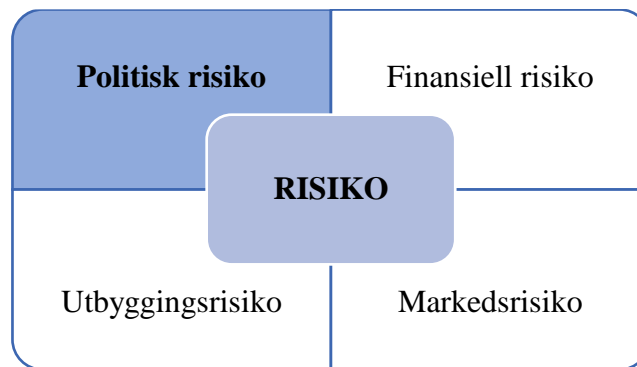 Politisk risiko
Finansiell risiko
RISIKO
Utbyggingsrisiko
Markedsrisiko